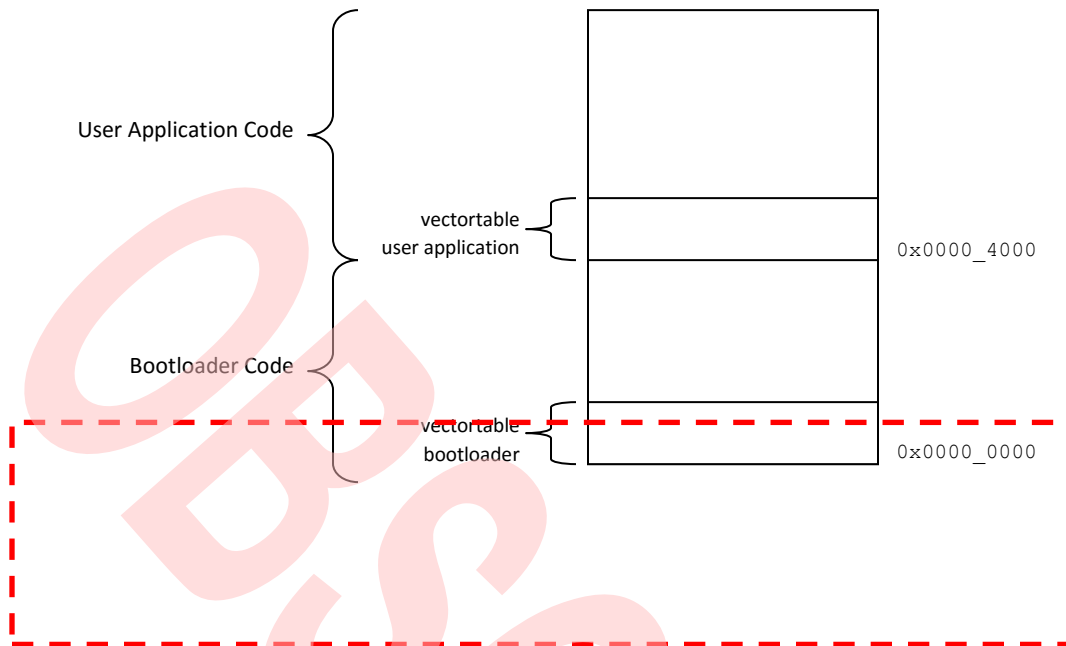 User Application Code
vectortable
user application
0x0000_4000
Bootloader Code
vectortable
bootloader
0x0000_0000